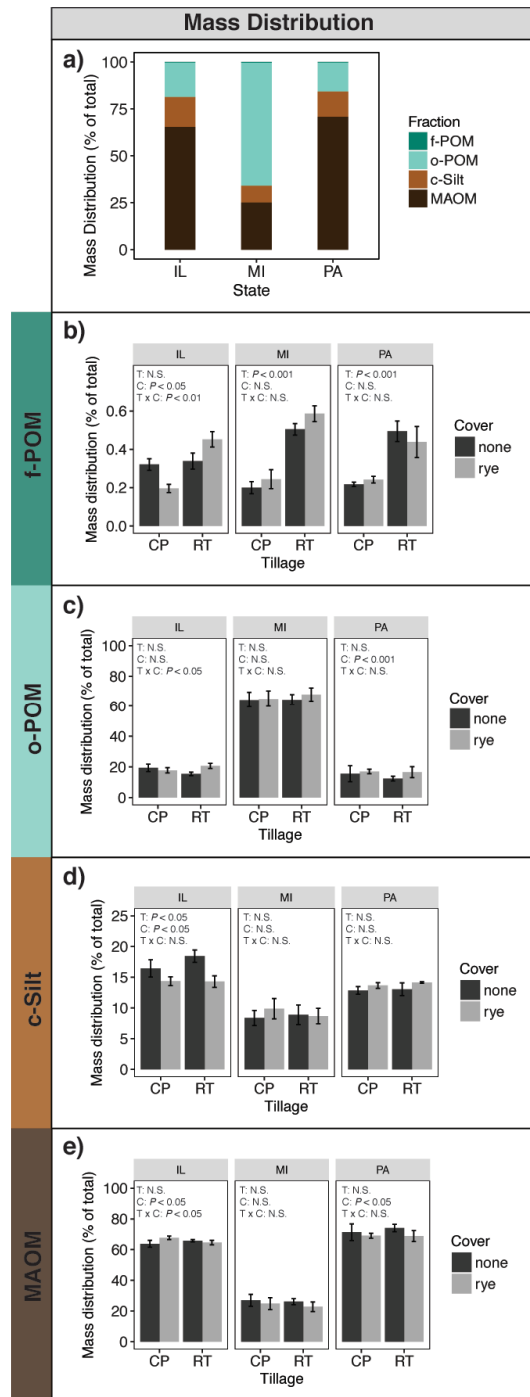 Mass Distribution
a)
Mass Distribution (% of total)
100
75
50
25
0
IL MI PA
State
Fraction
f-POM
o-POM
c-Silt
MAOM
f-POM
b)
Mass distribution (% of total)
0.6
0.4
0.2
0.0
IL
T: N.S.
C: P < 0.05
T x C: P < 0.01
MI
T: P < 0.001
C: N.S.
T x C: N.S.
PA
T: P < 0.001
C: N.S.
T x C: N.S.
CP RT CP RT CP RT
Tillage
Cover
none
rye
o-POM
c)
Mass distribution (% of total)
100
80
60
40
20
0
IL
T: N.S.
C: N.S.
T x C: P < 0.05
MI
T: N.S.
C: N.S.
T x C: N.S.
PA
T: N.S.
C: P < 0.001
T x C: N.S.
CP RT CP RT CP RT
Tillage
Cover
none
rye
c-Silt
d)
Mass distribution (% of total)
25
20
15
10
5
0
IL
T: P < 0.05
C: P < 0.05
T x C: N.S.
MI
T: N.S.
C: N.S.
T x C: N.S.
PA
T: N.S.
C: N.S.
T x C: N.S.
CP RT CP RT CP RT
Tillage
Cover
none
rye
MAOM
e)
Mass distribution (% of total)
100
80
60
40
20
0
IL
T: N.S.
C: P < 0.05
T x C: P < 0.05
MI
T: N.S.
C: N.S.
T x C: N.S.
PA
T: N.S.
C: P < 0.05
T x C: N.S.
CP RT CP RT CP RT
Tillage
Cover
none
rye